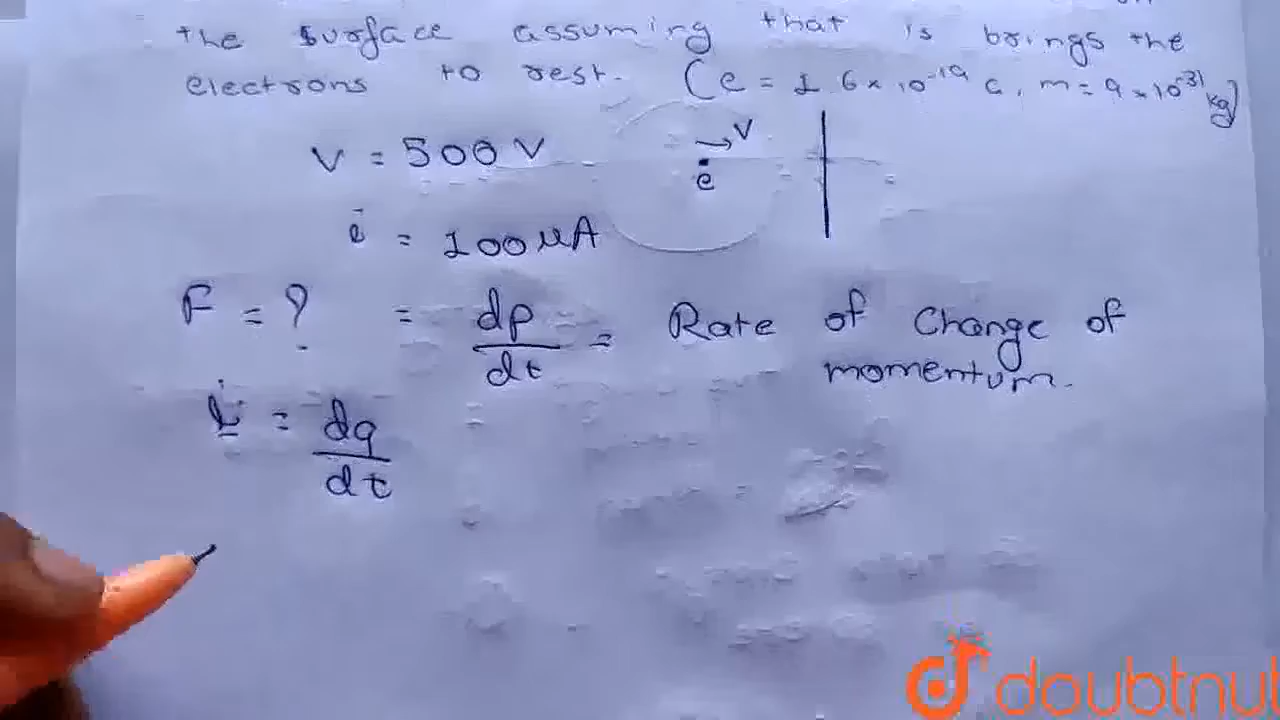 the surface assuming that is brings the
electrons to rest. (e = 1 6 × 10⁻¹⁹ C, m = 9 × 10⁻³¹ kg)
V = 500 V
→ V
e
i = 100 μA
F = ? = dp/dt = Rate of change of
momentum.
i = dq/dt
doubtnut